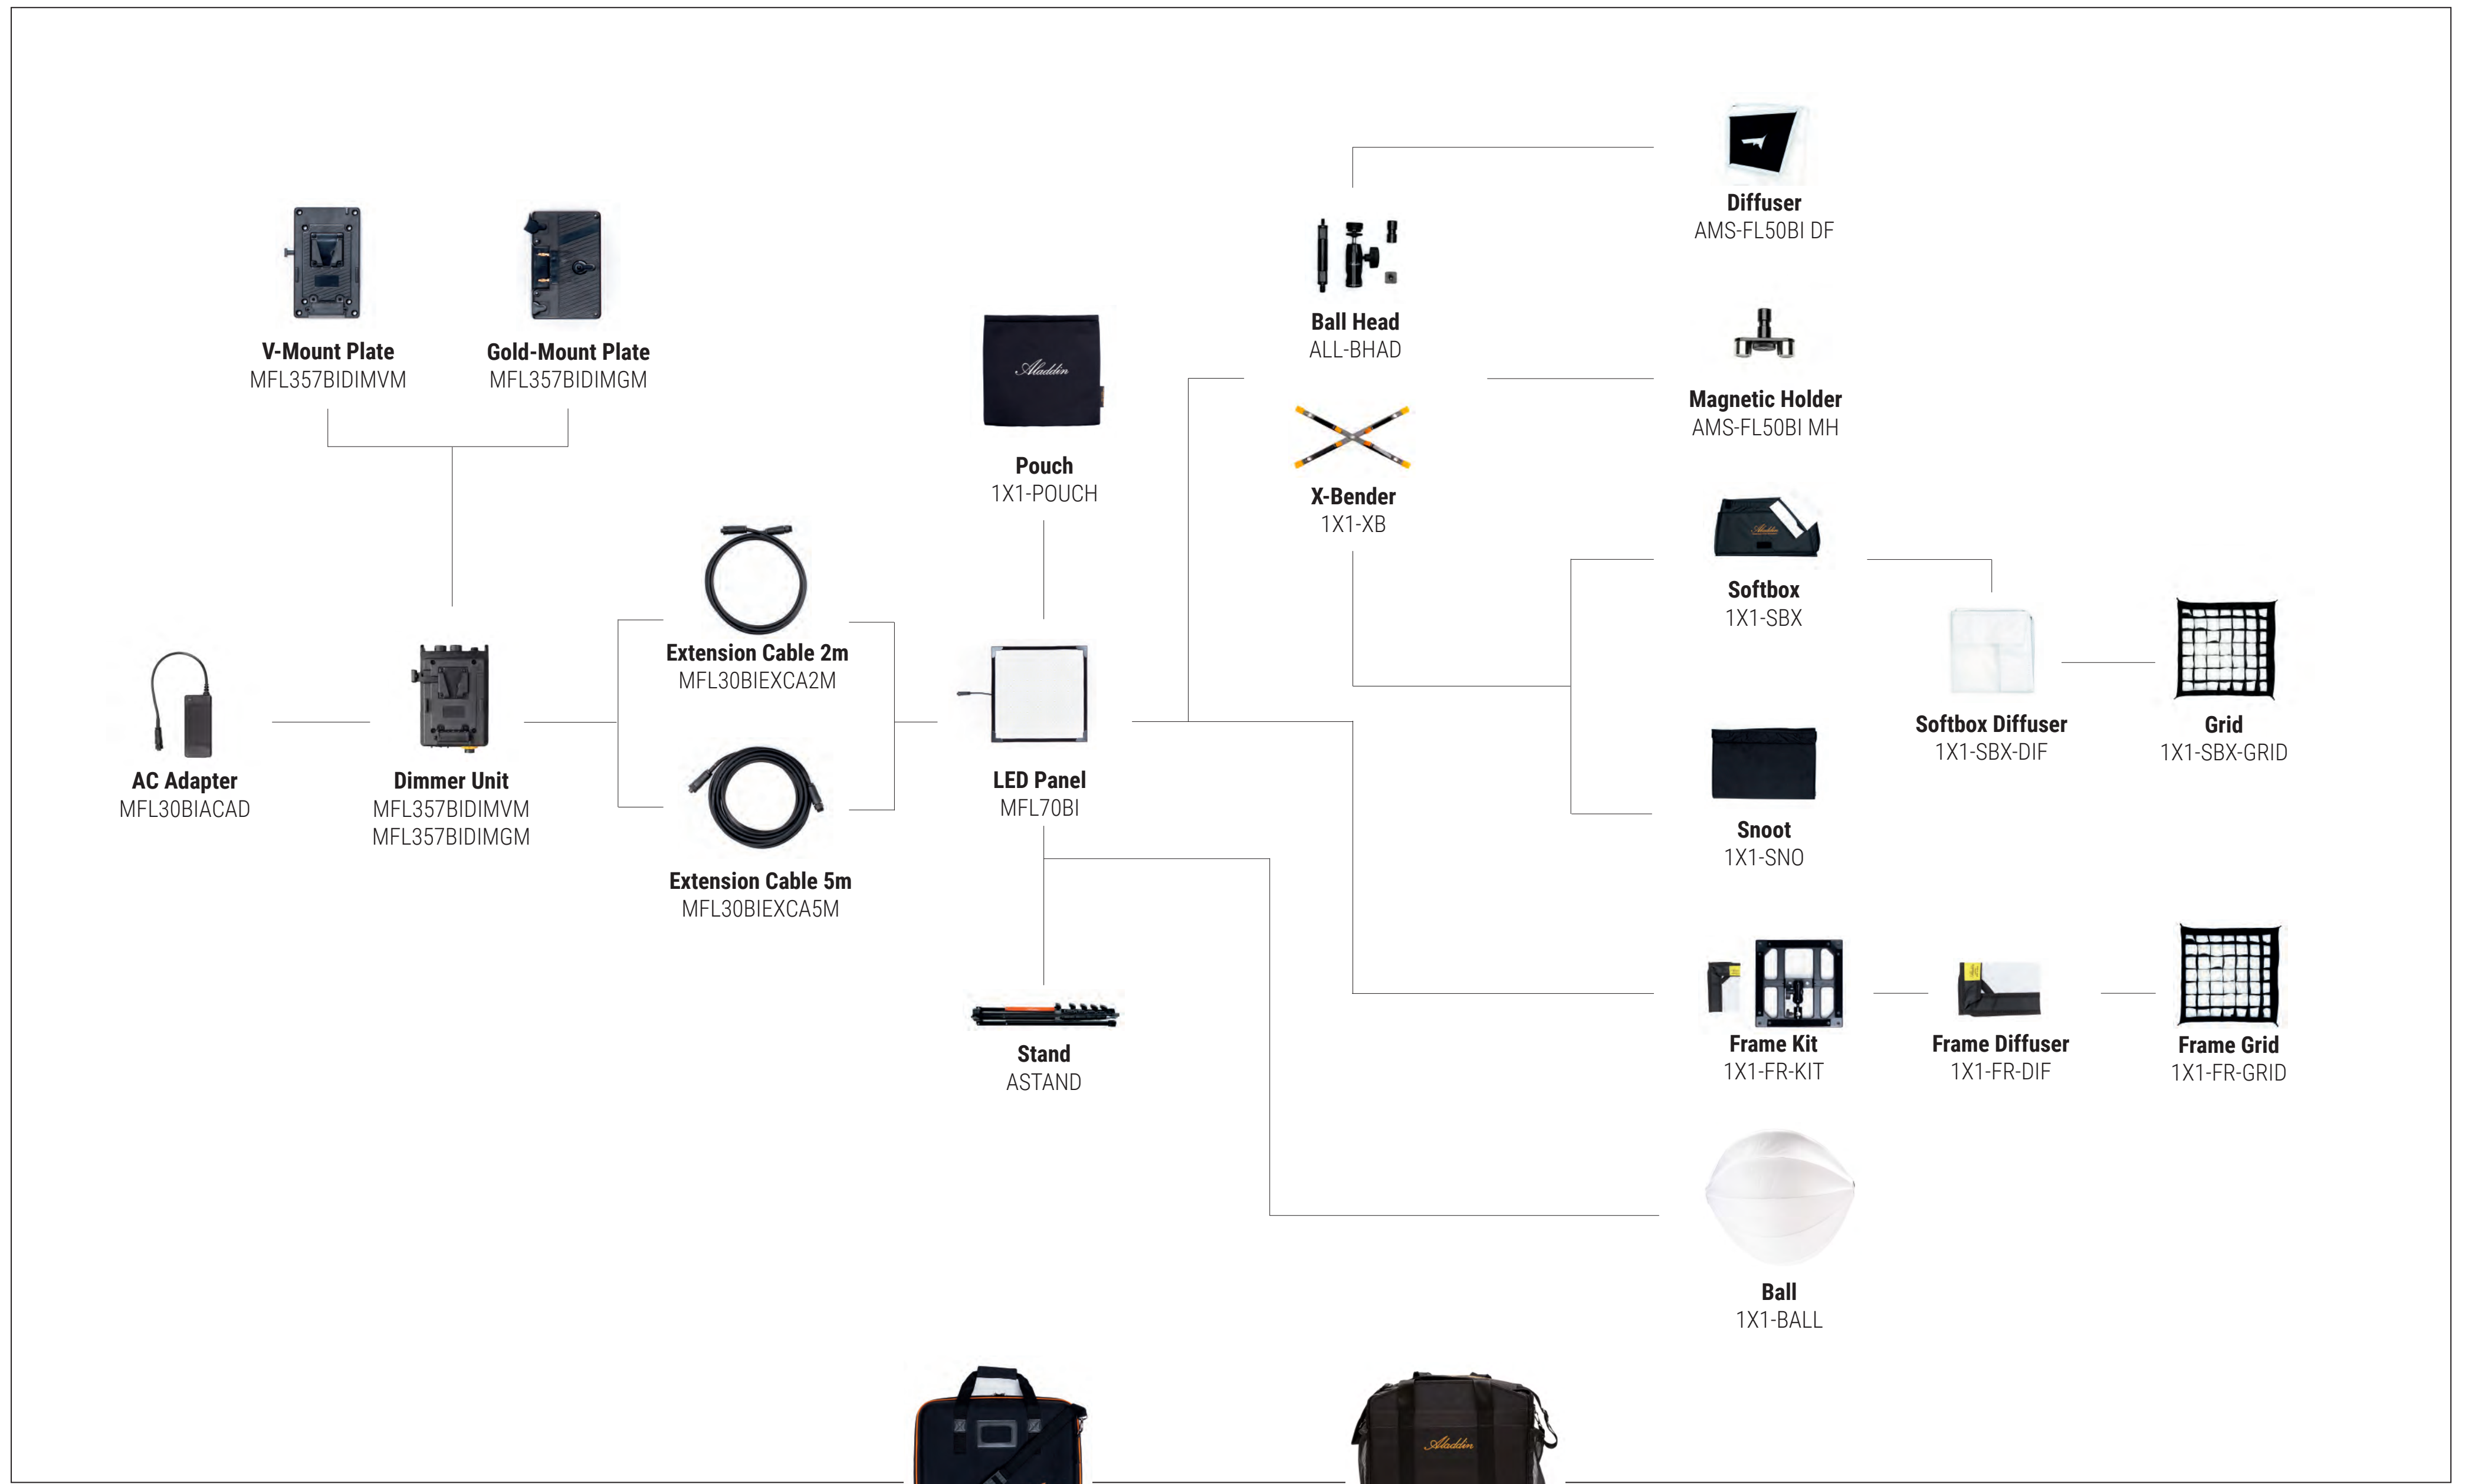 Diffuser
AMS-FL50BI DF
V-Mount Plate
MFL357BIDIMVM
Gold-Mount Plate
MFL357BIDIMGM
Aladdin
Pouch
1X1-POUCH
Ball Head
ALL-BHAD
Magnetic Holder
AMS-FL50BI MH
X-Bender
1X1-XB
Aladdin
Softbox
1X1-SBX
Extension Cable 2m
MFL30BIEXCA2M
Softbox Diffuser
1X1-SBX-DIF
Grid
1X1-SBX-GRID
AC Adapter
MFL30BIACAD
Dimmer Unit
MFL357BIDIMVM
MFL357BIDIMGM
LED Panel
MFL70BI
Snoot
1X1-SNO
Extension Cable 5m
MFL30BIEXCA5M
Stand
ASTAND
Frame Kit
1X1-FR-KIT
Frame Diffuser
1X1-FR-DIF
Frame Grid
1X1-FR-GRID
Ball
1X1-BALL
Aladdin